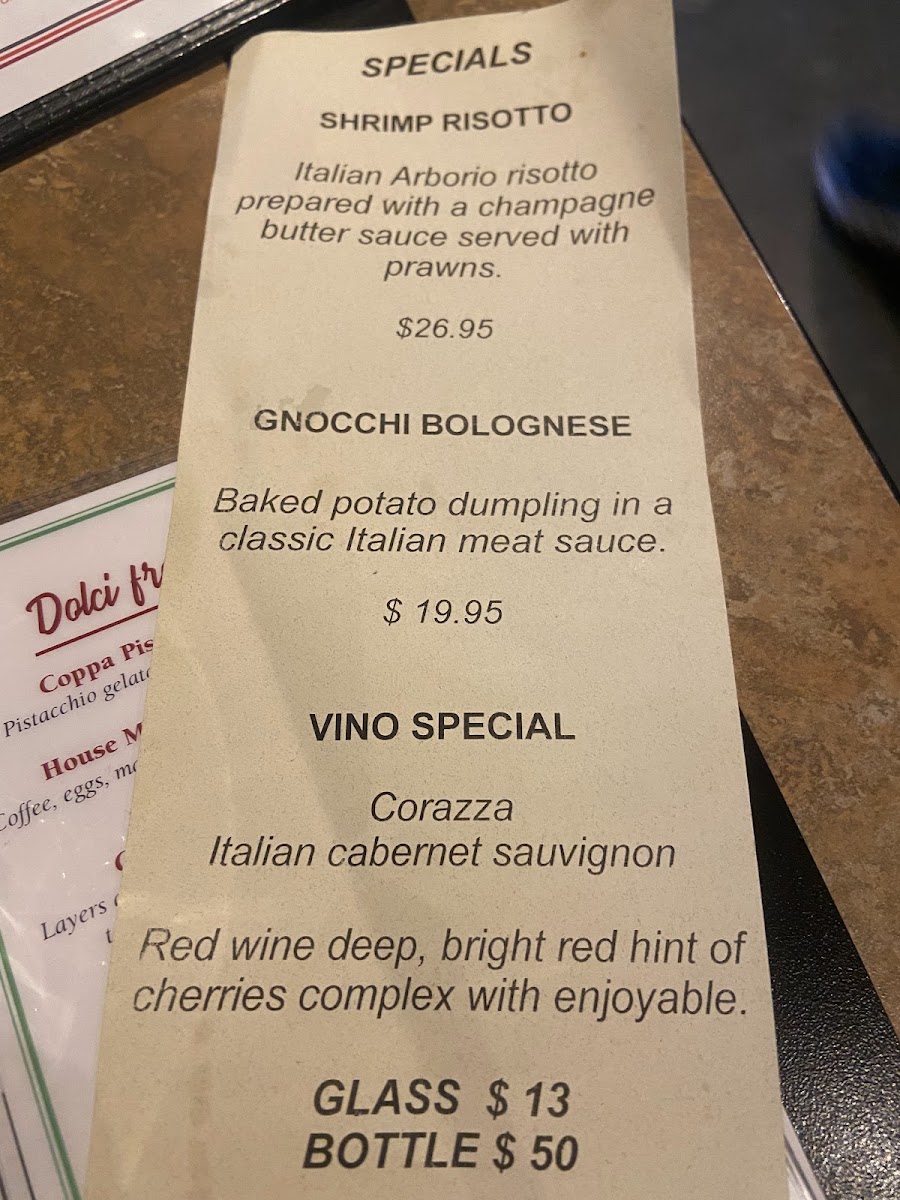 SPECIALS
SHRIMP RISOTTO
Italian Arborio risotto
prepared with a champagne
butter sauce served with
prawns.
$26.95
GNOCCHI BOLOGNESE
Baked potato dumpling in a
classic Italian meat sauce.
$ 19.95
VINO SPECIAL
Corazza
Italian cabernet sauvignon
Red wine deep, bright red hint of
cherries complex with enjoyable.
GLASS $ 13
BOTTLE $ 50
Dolci
Coppa
Pistacchio
House
Coffee, eggs,
Layers